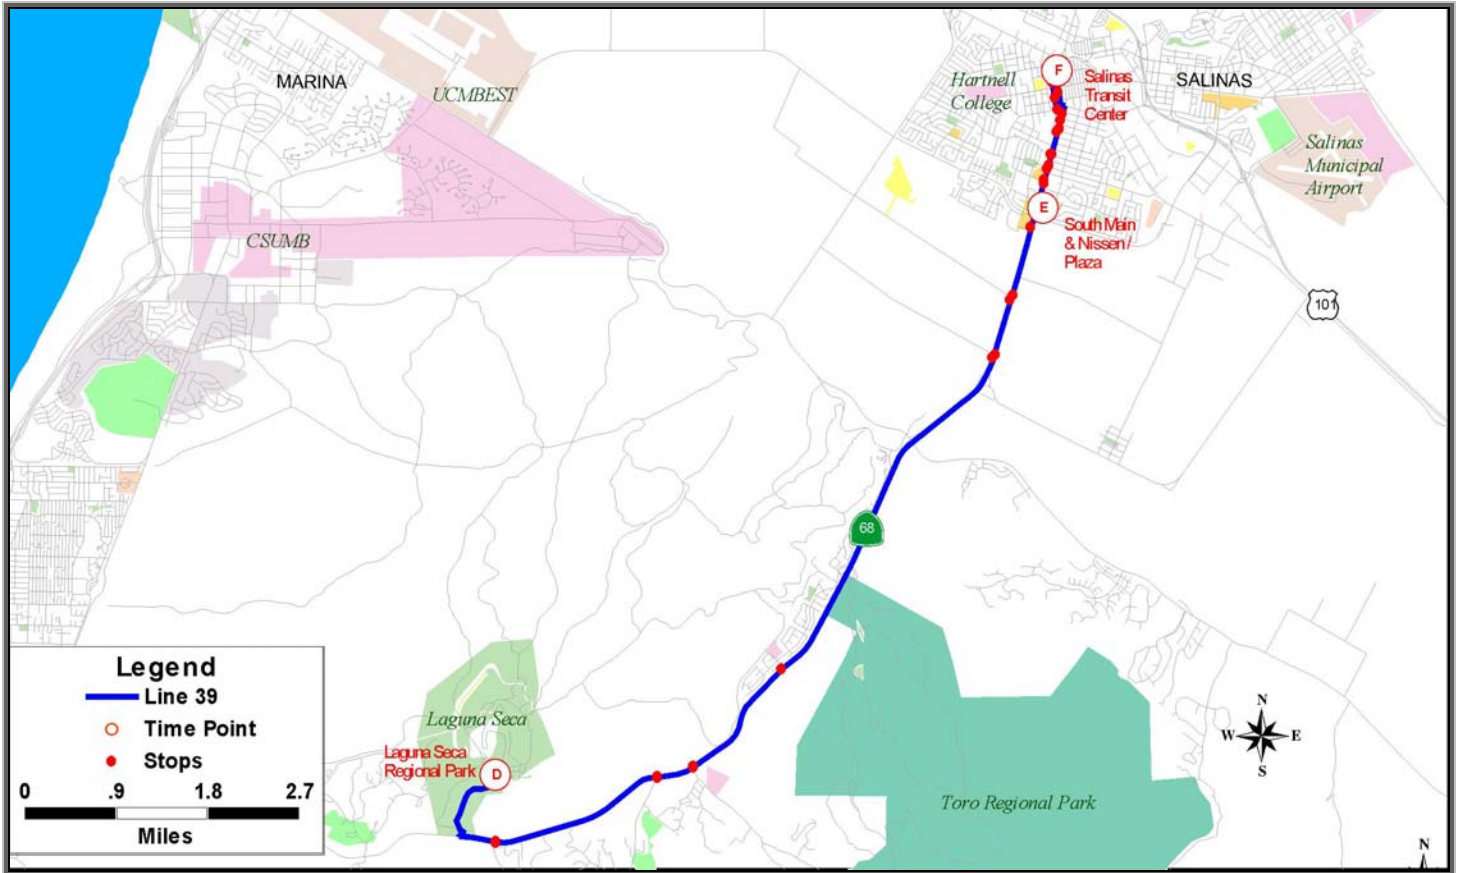 MARINA
UCMBEST
Hartnell
College
F
Salinas
Transit
Center
SALINAS
Salinas
Municipal
Airport
CSUMB
E
South Main
& Nissen /
Plaza
101
68
Legend
Line 39
Time Point
Stops
0 .9 1.8 2.7
Miles
Laguna Seca
Laguna Seca
Regional Park
D
Toro Regional Park
N
W E
S
N